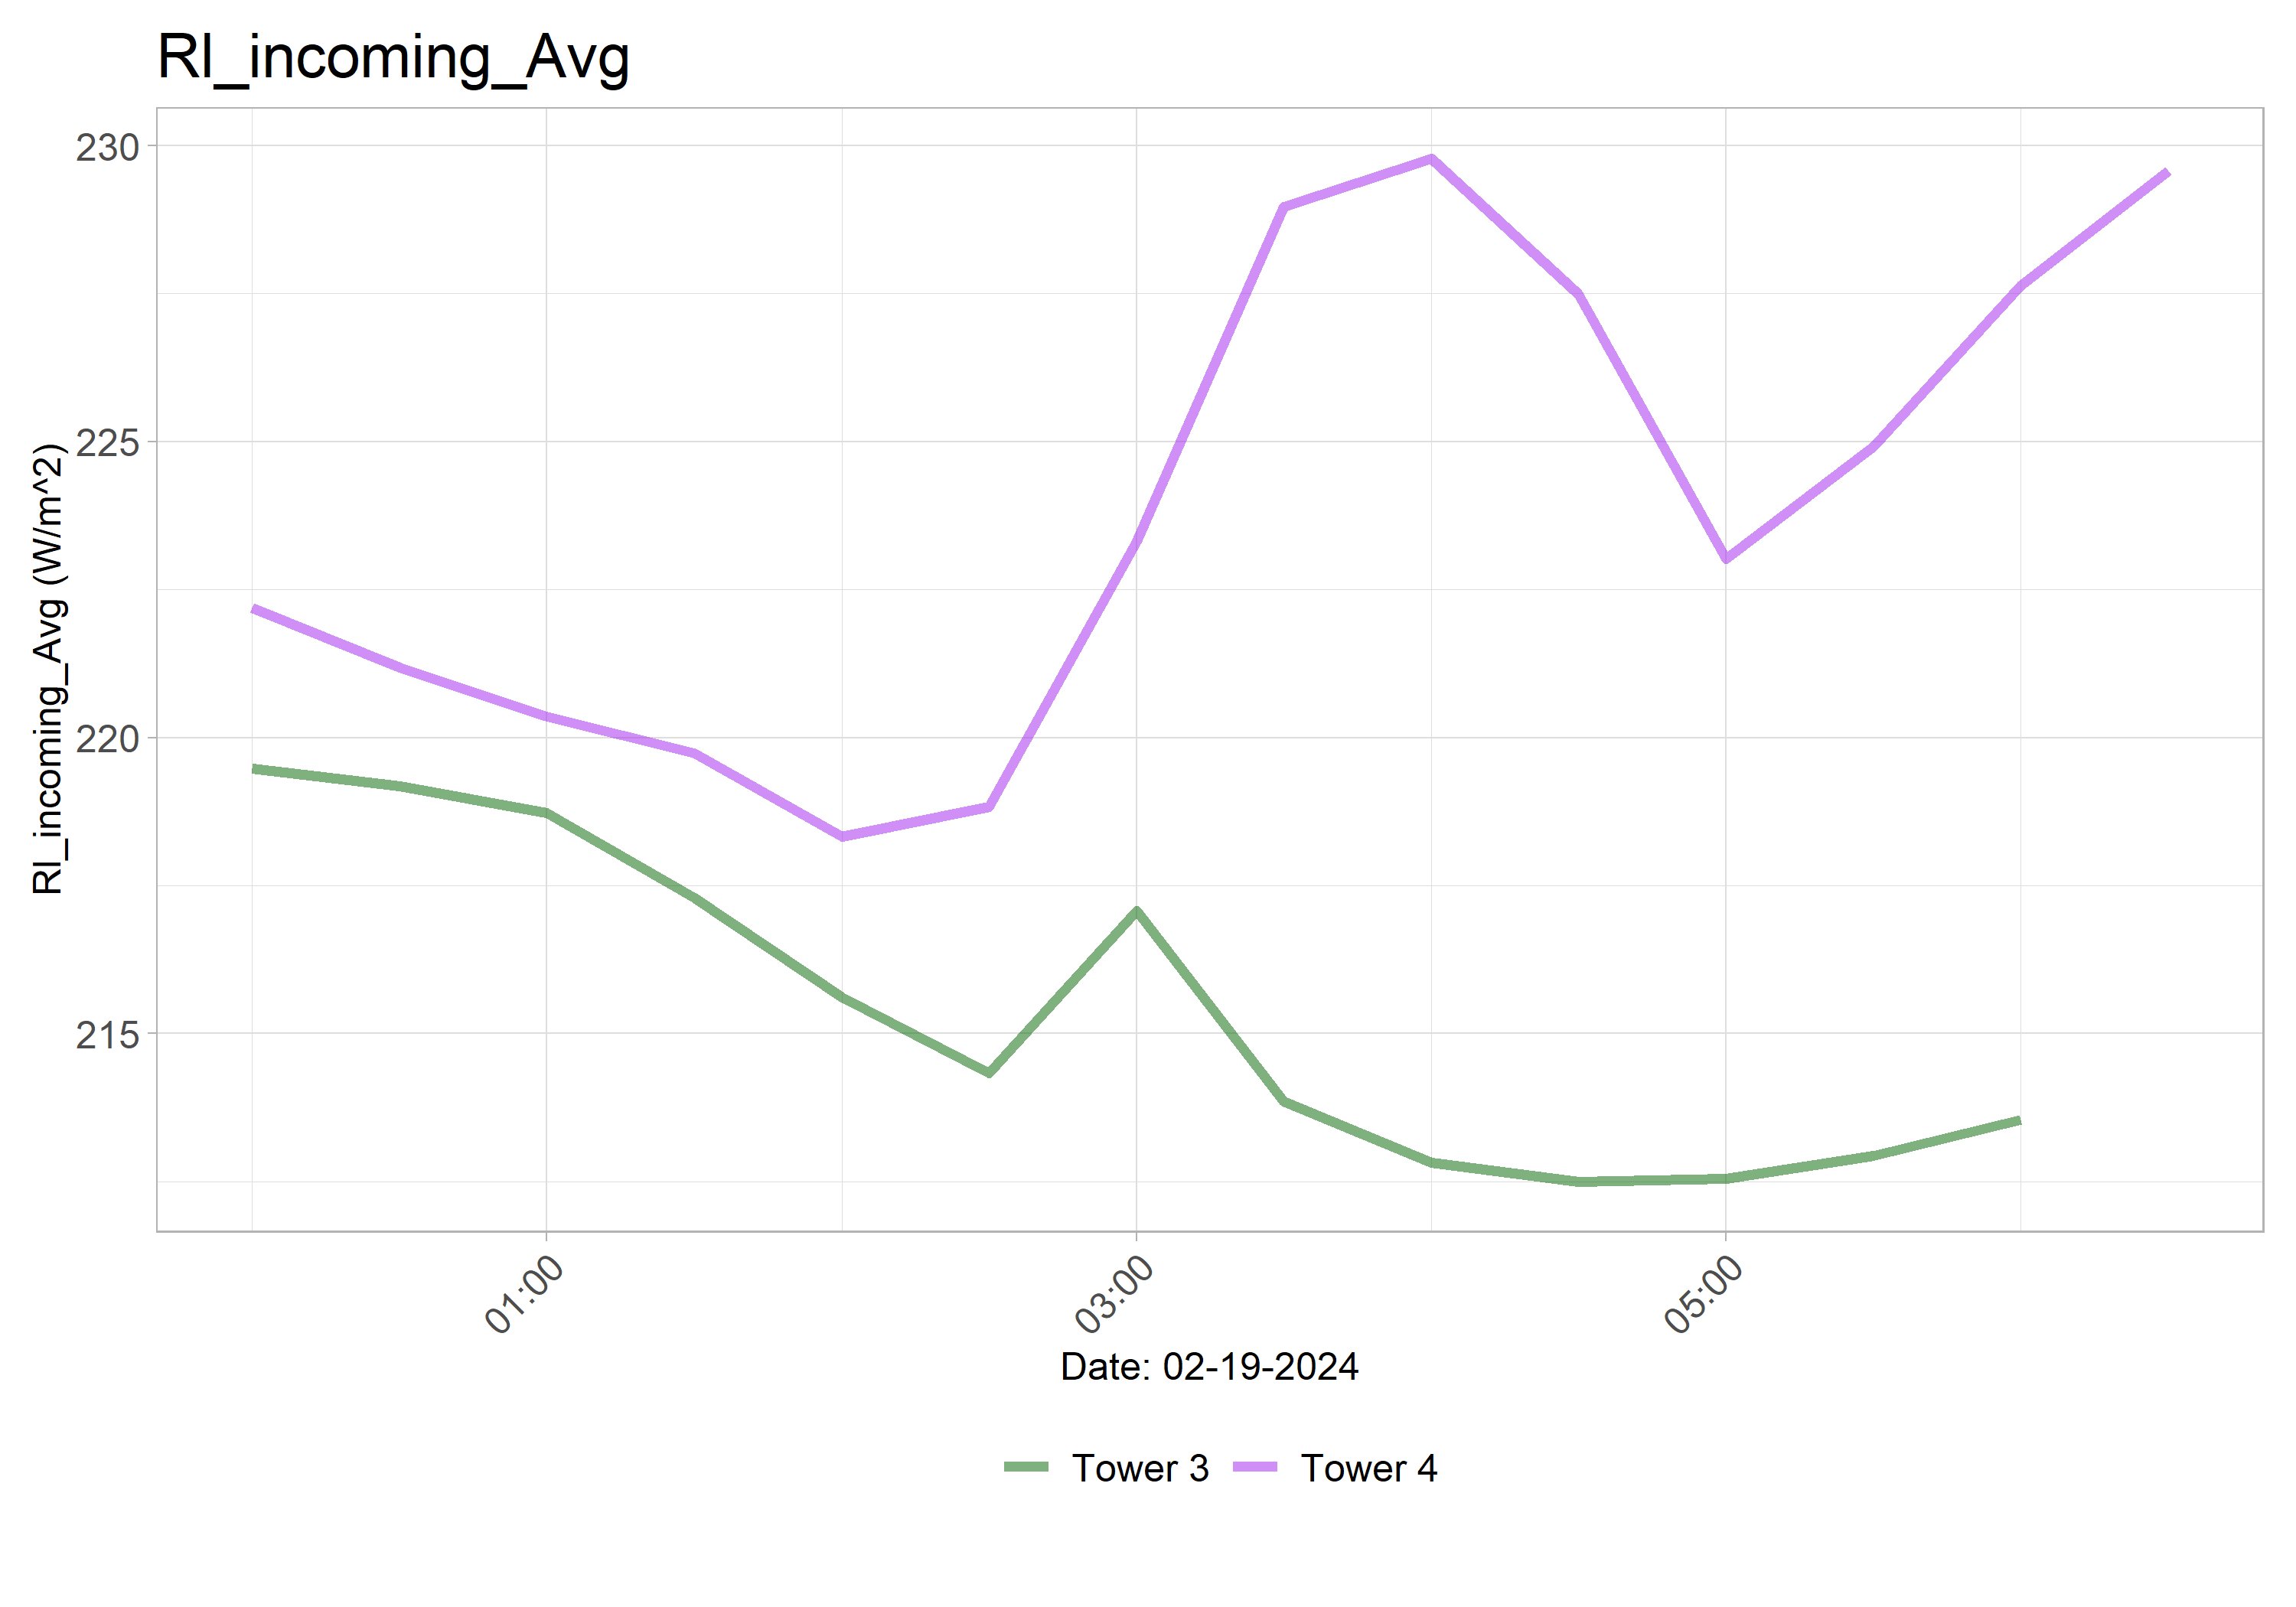 Rl_incoming_Avg
230
225
220
215
Rl_incoming_Avg (W/m^2)
01:00
03:00
05:00
Date: 02-19-2024
Tower 3
Tower 4